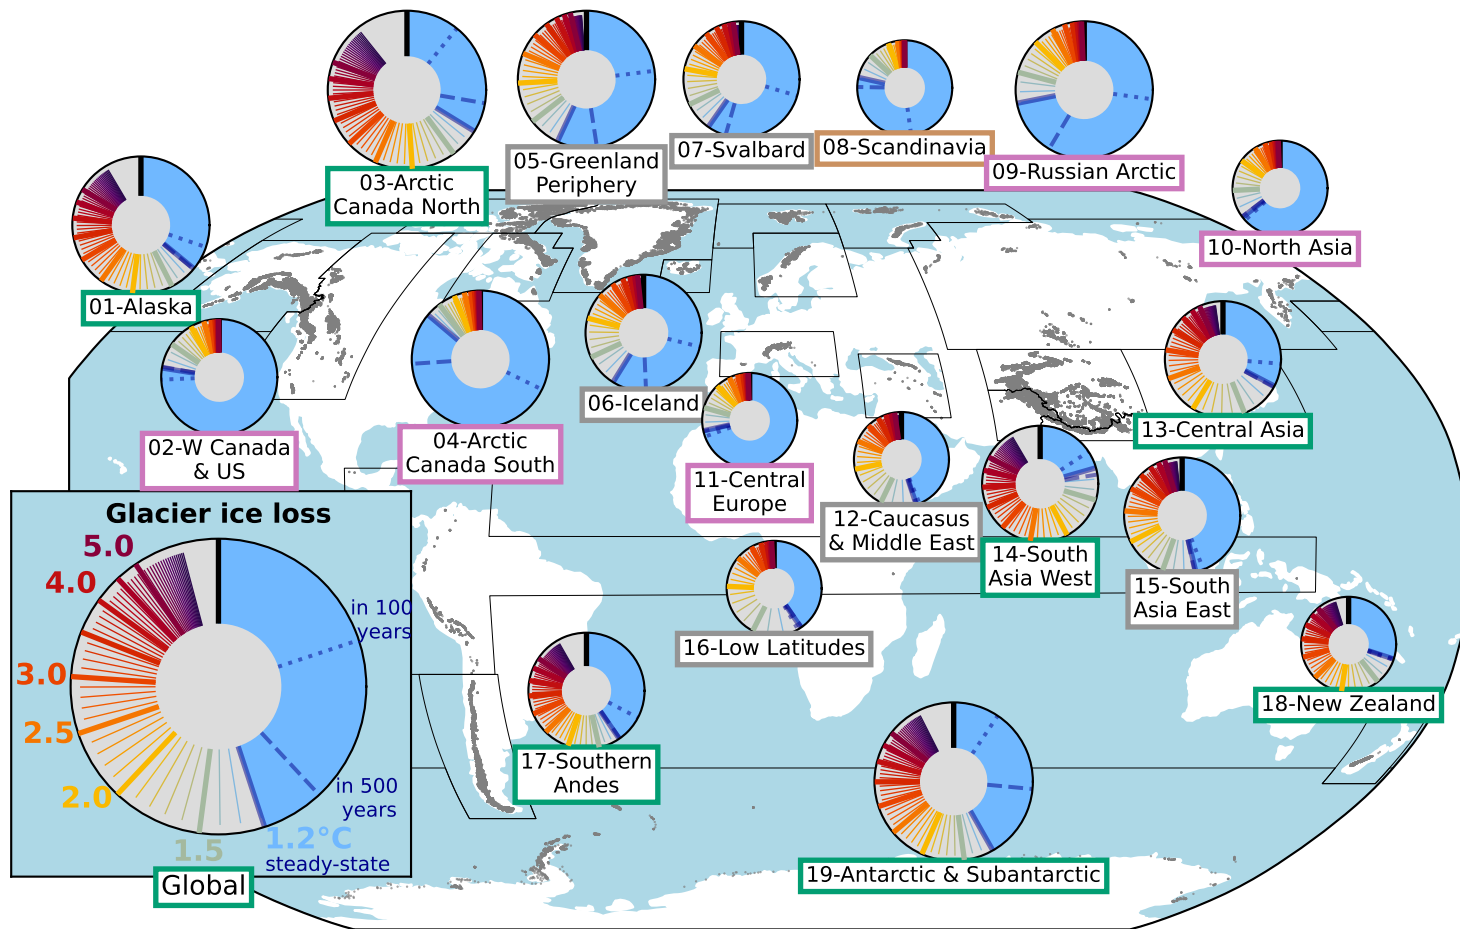 03-Arctic
Canada North
05-Greenland
Periphery
07-Svalbard
08-Scandinavia
09-Russian Arctic
10-North Asia
01-Alaska
02-W Canada
& US
04-Arctic
Canada South
06-Iceland
11-Central
Europe
12-Caucasus
& Middle East
13-Central Asia
14-South
Asia West
15-South
Asia East
16-Low Latitudes
17-Southern
Andes
18-New Zealand
19-Antarctic & Subantarctic
Glacier ice loss
5.0
4.0
3.0
2.5
2.0
1.5
1.2°C
steady-state
in 100
years
in 500
years
Global